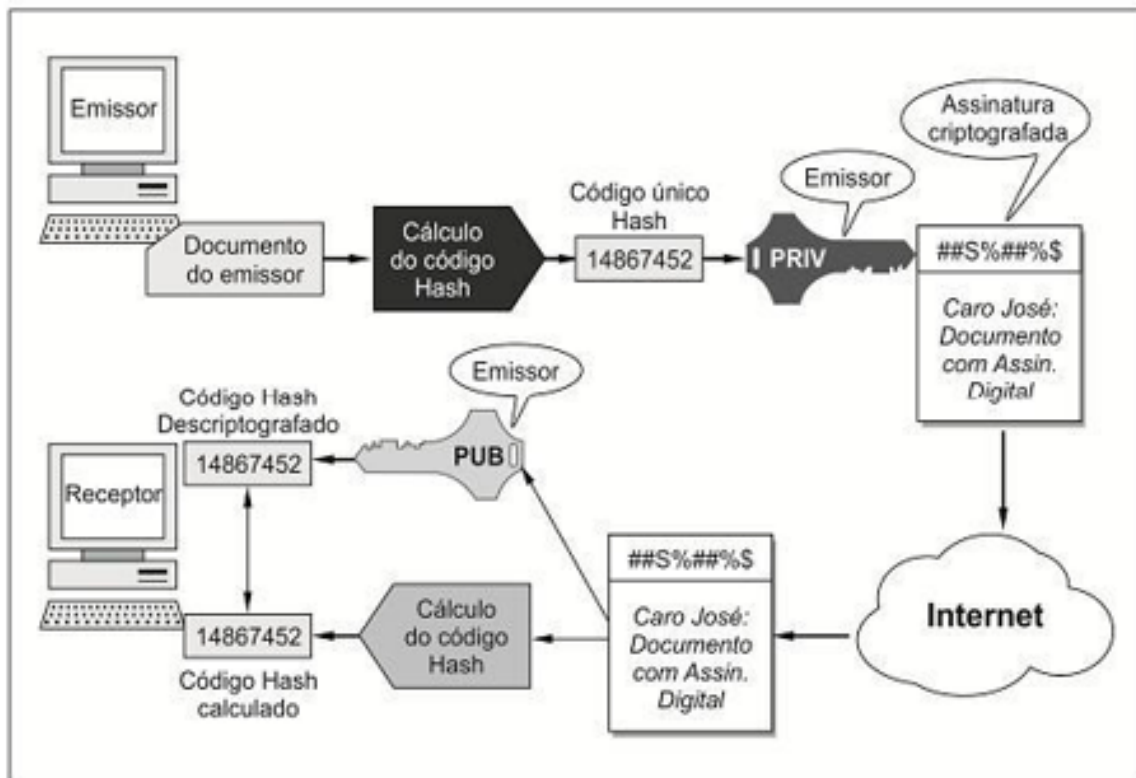 Emissor
Documento
do emissor
Cálculo
do código
Hash
Código único
Hash
14867452
Emissor
PRIV
Assinatura
criptografada
##S%##%$
Caro José:
Documento
com Assin.
Digital
Internet
##S%##%$
Caro José:
Documento
com Assin.
Digital
Emissor
PUB
Código Hash
Descriptografado
14867452
Receptor
Cálculo
do código
Hash
14867452
Código Hash
calculado